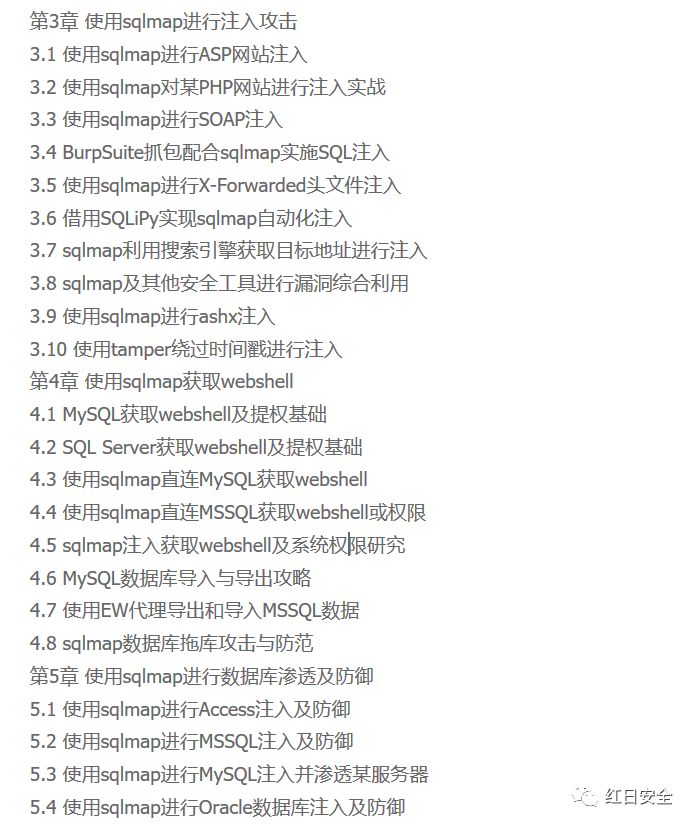 第3章 使用sqlmap进行注入攻击
3.1 使用sqlmap进行ASP网站注入
3.2 使用sqlmap对某PHP网站进行注入实战
3.3 使用sqlmap进行SOAP注入
3.4 BurpSuite抓包配合sqlmap实施SQL注入
3.5 使用sqlmap进行X-Forwarded头文件注入
3.6 借用SQLiPy实现sqlmap自动化注入
3.7 sqlmap利用搜索引擎获取目标地址进行注入
3.8 sqlmap及其他安全工具进行漏洞综合利用
3.9 使用sqlmap进行ashx注入
3.10 使用tamper绕过时间戳进行注入
第4章 使用sqlmap获取webshell
4.1 MySQL获取webshell及提权基础
4.2 SQL Server获取webshell及提权基础
4.3 使用sqlmap直连MySQL获取webshell
4.4 使用sqlmap直连MSSQL获取webshell或权限
4.5 sqlmap注入获取webshell及系统权限研究
4.6 MySQL数据库导入与导出攻略
4.7 使用EW代理导出和导入MSSQL数据
4.8 sqlmap数据库拖库攻击与防范
第5章 使用sqlmap进行数据库渗透及防御
5.1 使用sqlmap进行Access注入及防御
5.2 使用sqlmap进行MSSQL注入及防御
5.3 使用sqlmap进行MySQL注入并渗透某服务器
5.4 使用sqlmap进行Oracle数据库注入及防御
红日安全